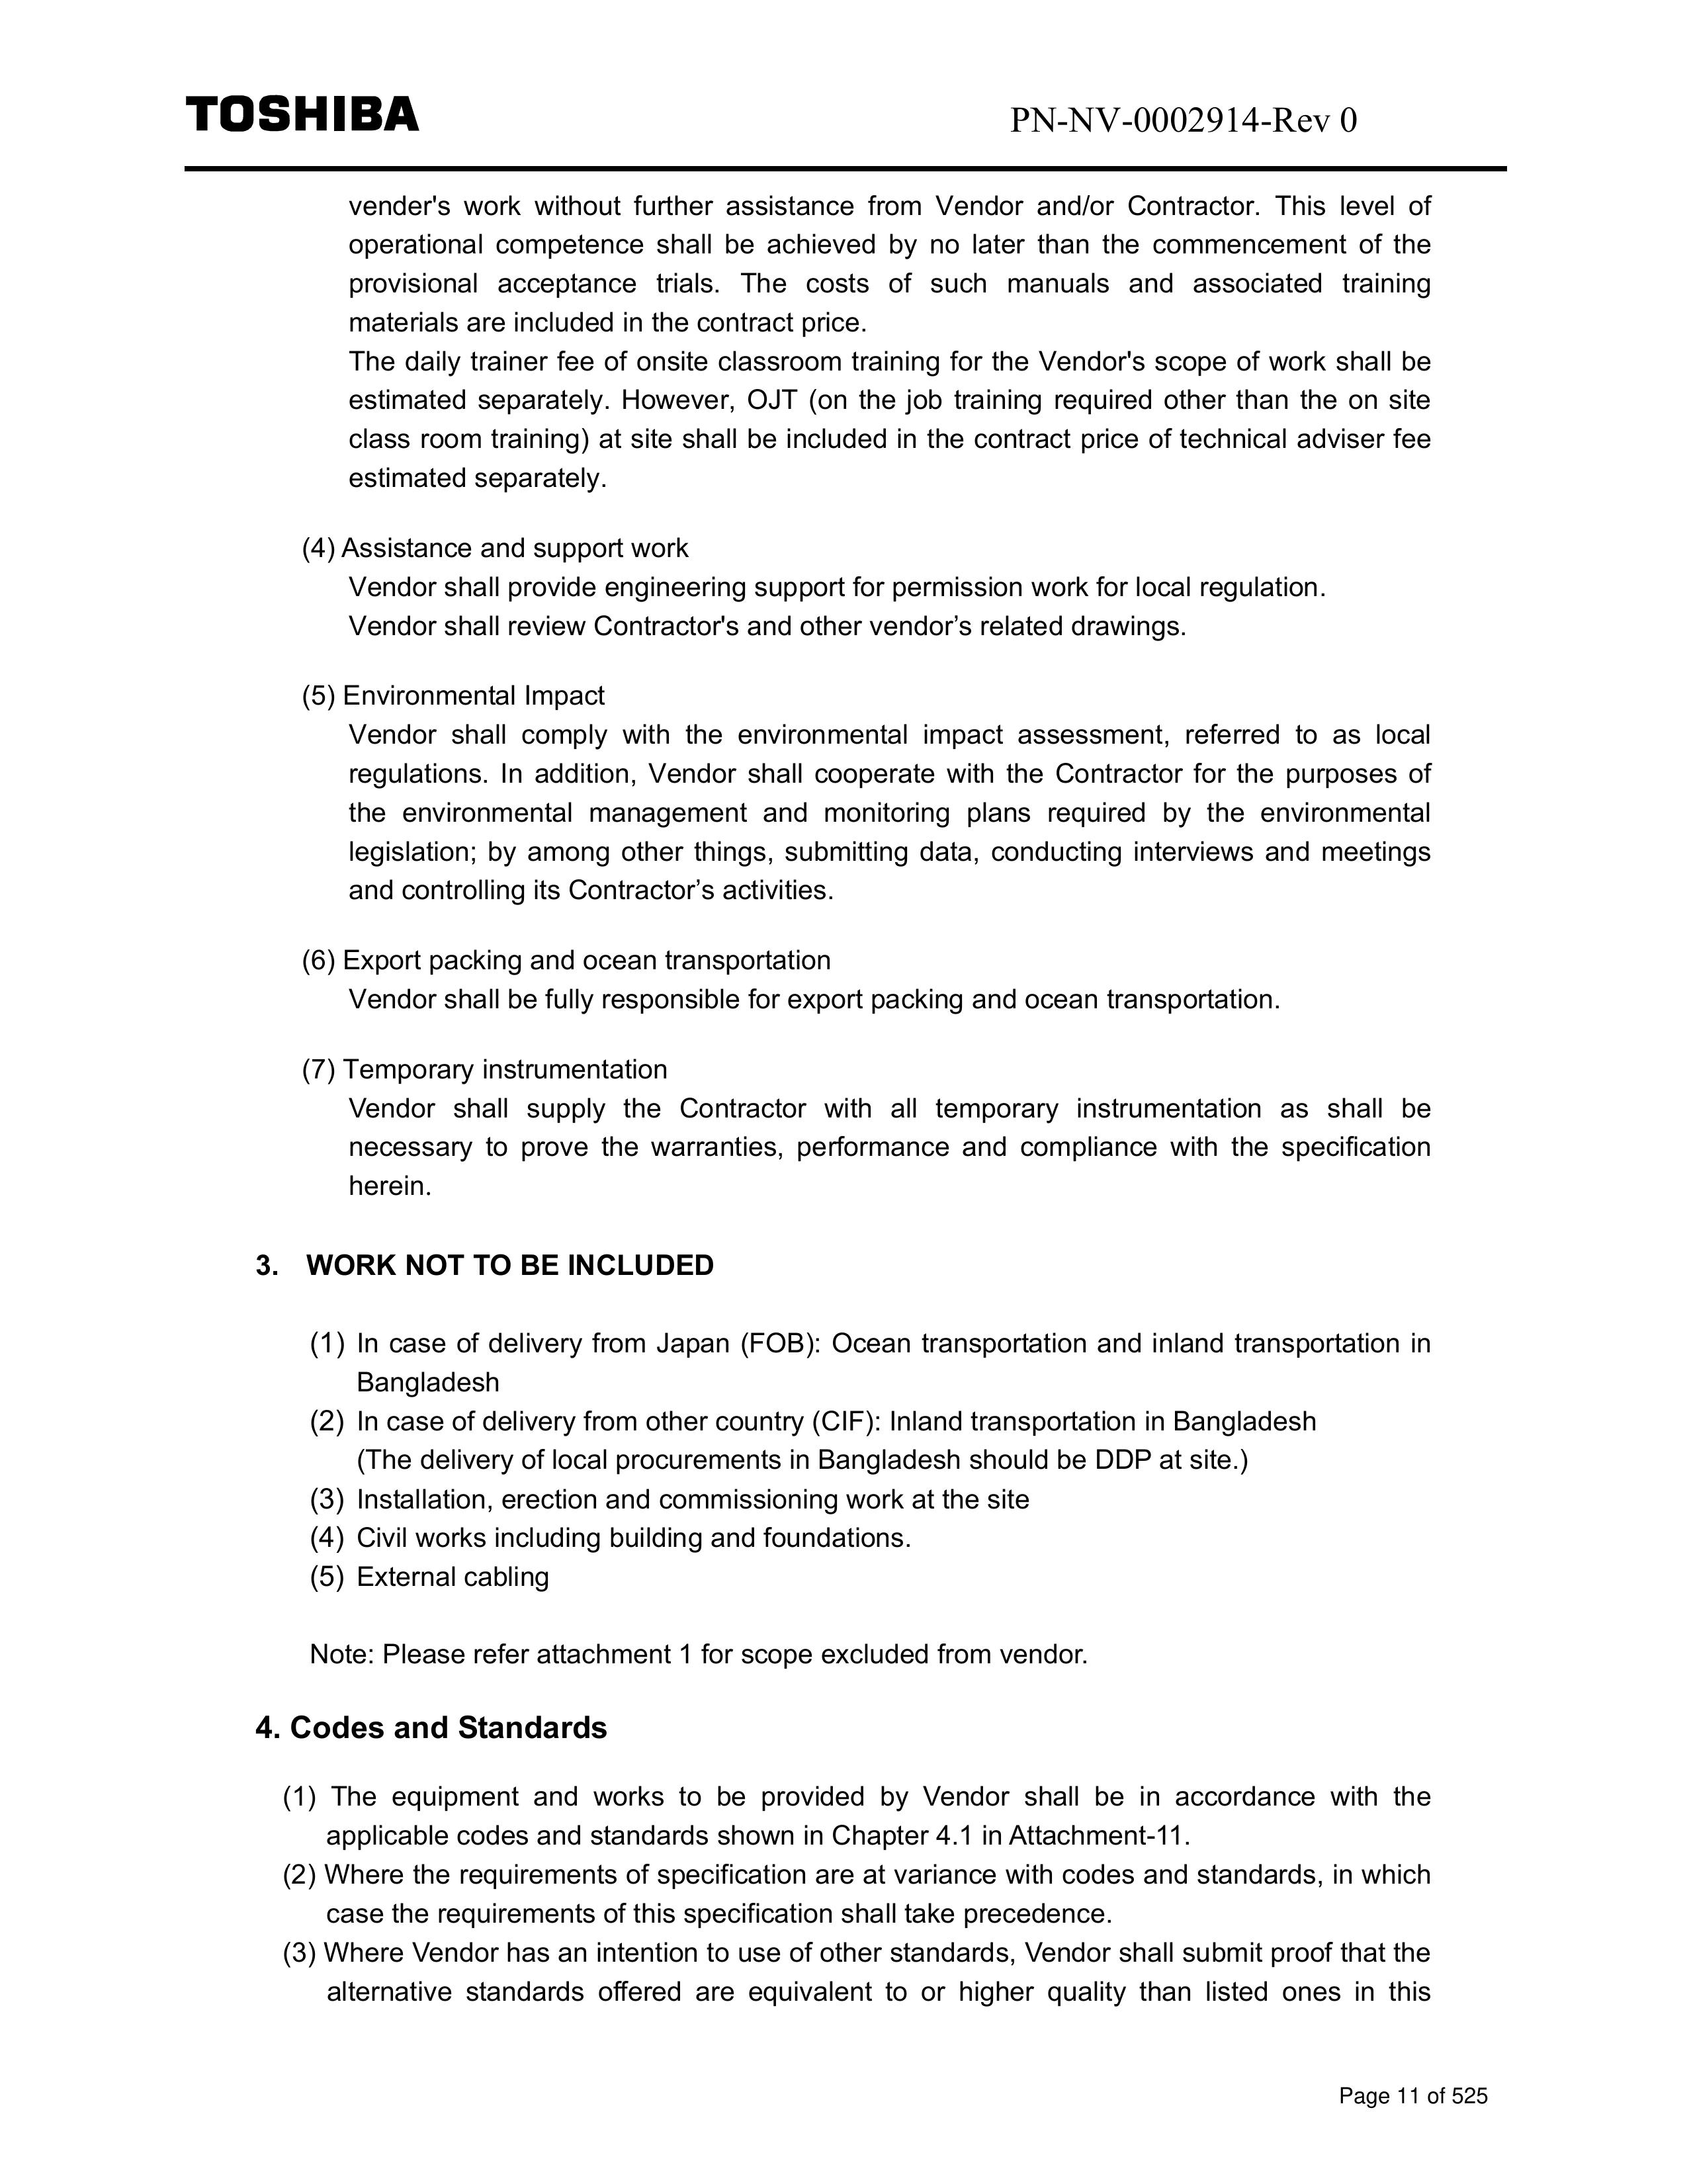 TOSHIBA
PN-NV-0002914-Rev 0
vender's work without further assistance from Vendor and/or Contractor. This level of
operational competence shall be achieved by no later than the commencement of the
provisional acceptance trials. The costs of such manuals and associated training
materials are included in the contract price.
The daily trainer fee of onsite classroom training for the Vendor's scope of work shall be
estimated separately. However, OJT (on the job training required other than the on site
class room training) at site shall be included in the contract price of technical adviser fee
estimated separately.
(4) Assistance and support work
Vendor shall provide engineering support for permission work for local regulation.
Vendor shall review Contractor's and other vendor’s related drawings.
(5) Environmental Impact
Vendor shall comply with the environmental impact assessment, referred to as local
regulations. In addition, Vendor shall cooperate with the Contractor for the purposes of
the environmental management and monitoring plans required by the environmental
legislation; by among other things, submitting data, conducting interviews and meetings
and controlling its Contractor’s activities.
(6) Export packing and ocean transportation
Vendor shall be fully responsible for export packing and ocean transportation.
(7) Temporary instrumentation
Vendor shall supply the Contractor with all temporary instrumentation as shall be
necessary to prove the warranties, performance and compliance with the specification
herein.
3. WORK NOT TO BE INCLUDED
(1) In case of delivery from Japan (FOB): Ocean transportation and inland transportation in
Bangladesh
(2) In case of delivery from other country (CIF): Inland transportation in Bangladesh
(The delivery of local procurements in Bangladesh should be DDP at site.)
(3) Installation, erection and commissioning work at the site
(4) Civil works including building and foundations.
(5) External cabling
Note: Please refer attachment 1 for scope excluded from vendor.
4. Codes and Standards
(1) The equipment and works to be provided by Vendor shall be in accordance with the
applicable codes and standards shown in Chapter 4.1 in Attachment-11.
(2) Where the requirements of specification are at variance with codes and standards, in which
case the requirements of this specification shall take precedence.
(3) Where Vendor has an intention to use of other standards, Vendor shall submit proof that the
alternative standards offered are equivalent to or higher quality than listed ones in this
Page 11 of 525